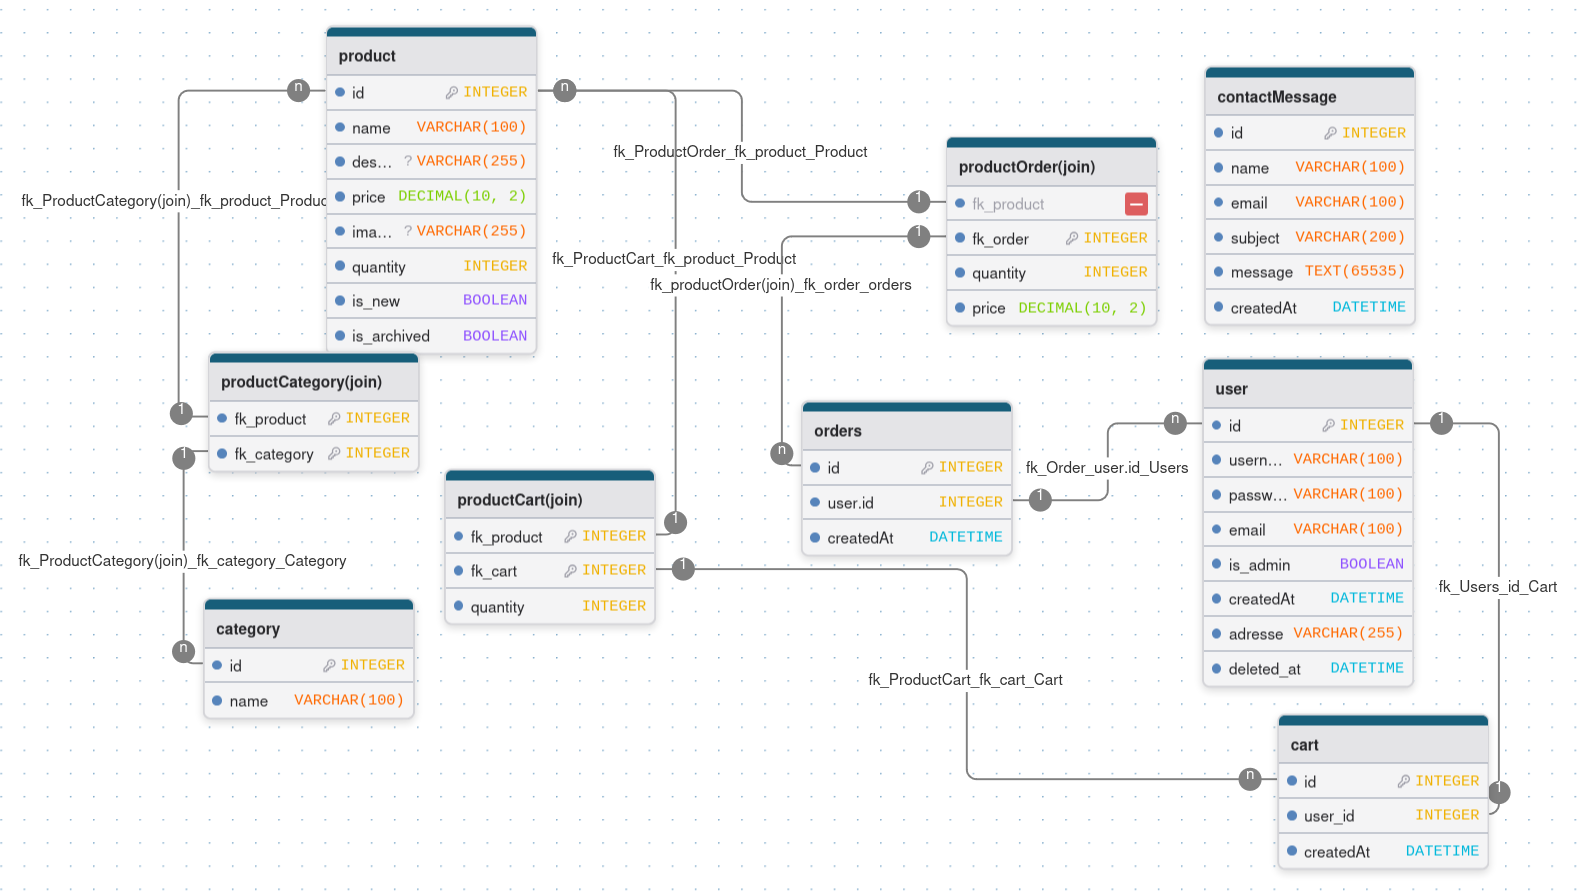 product
id INTEGER
name VARCHAR(100)
des... ? VARCHAR(255)
price DECIMAL(10, 2)
ima... ? VARCHAR(255)
quantity INTEGER
is_new BOOLEAN
is_archived BOOLEAN
n
n
fk_ProductCategory(join)_fk_product_Produc
productCategory(join)
1
fk_product INTEGER
1
fk_category INTEGER
fk_ProductCategory(join)_fk_category_Category
category
n
id INTEGER
name VARCHAR(100)
fk_ProductOrder_fk_product_Product
fk_ProductCart_fk_product_Product
fk_productOrder(join)_fk_order_orders
productCart(join)
fk_product INTEGER
1
fk_cart INTEGER
1
quantity INTEGER
productOrder(join)
1
fk_product
1
fk_order INTEGER
quantity INTEGER
price DECIMAL(10, 2)
orders
n
id INTEGER
user.id INTEGER
1
createdAt DATETIME
fk_Order_user.id_Users
fk_ProductCart_fk_cart_Cart
contactMessage
id INTEGER
name VARCHAR(100)
email VARCHAR(100)
subject VARCHAR(200)
message TEXT(65535)
createdAt DATETIME
user
n
id INTEGER
1
usern... VARCHAR(100)
passw... VARCHAR(100)
email VARCHAR(100)
is_admin BOOLEAN
createdAt DATETIME
adresse VARCHAR(255)
deleted_at DATETIME
fk_Users_id_Cart
cart
n
id INTEGER
1
user_id INTEGER
createdAt DATETIME